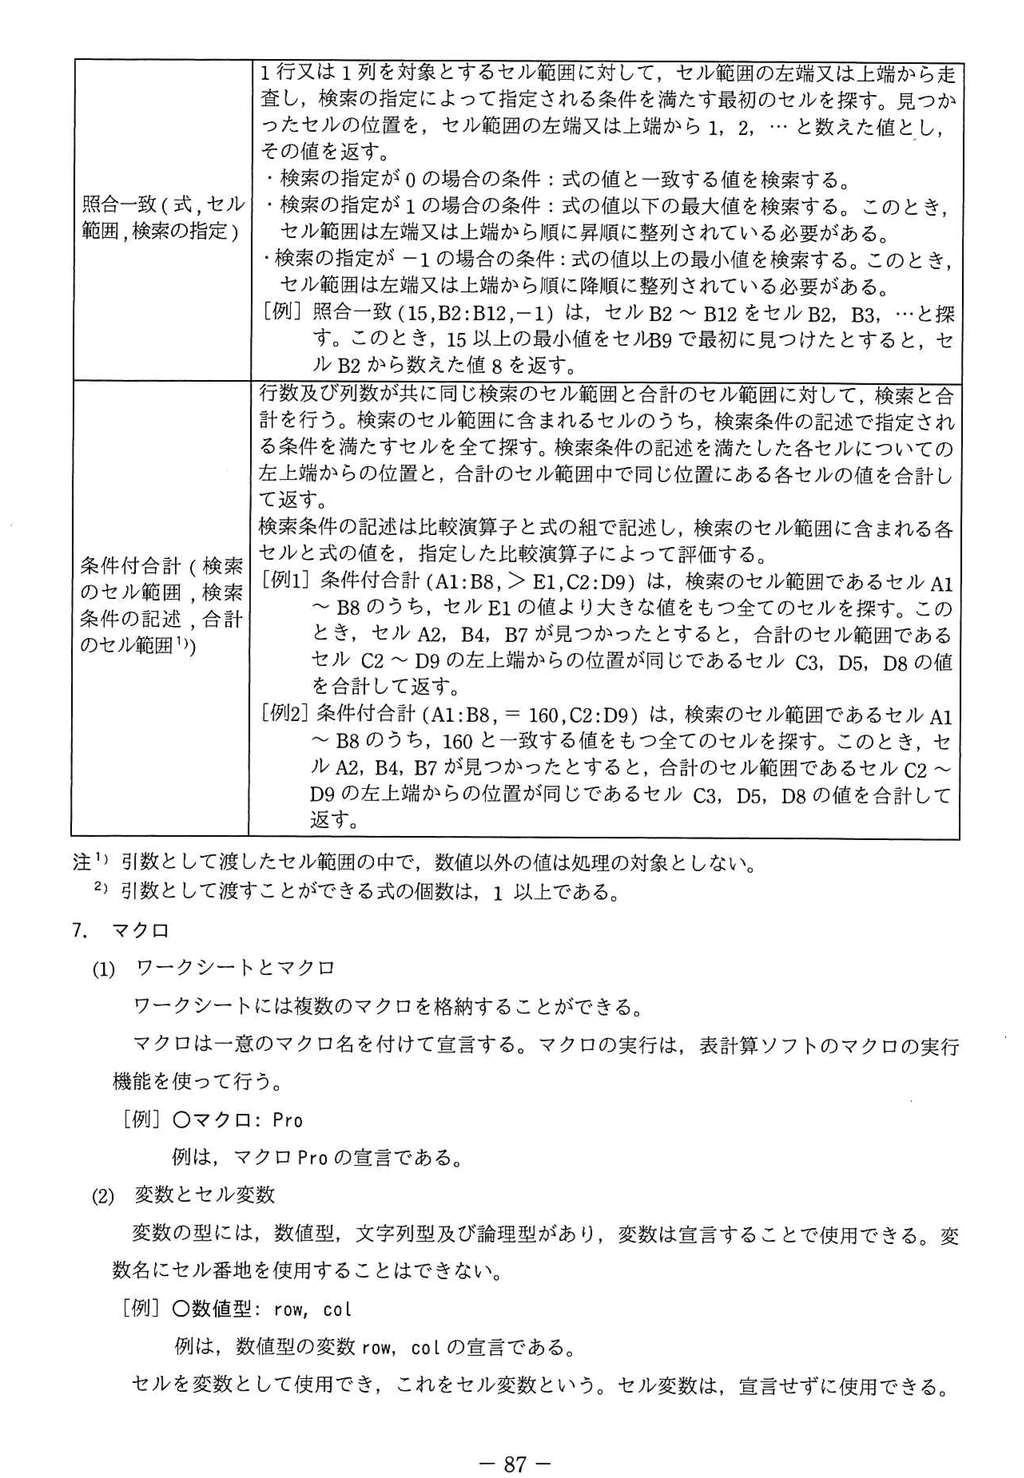 照合一致(式,セル
範囲,検索の指定)
1行又は1列を対象とするセル範囲に対して，セル範囲の左端又は上端から走
査し，検索の指定によって指定される条件を満たす最初のセルを探す。見つか
ったセルの位置を，セル範囲の左端又は上端から 1，2，… と数えた値とし，
その値を返す。
・検索の指定が 0 の場合の条件：式の値と一致する値を検索する。
・検索の指定が 1 の場合の条件：式の値以下の最大値を検索する。このとき，
セル範囲は左端又は上端から順に昇順に整列されている必要がある。
・検索の指定が －1 の場合の条件：式の値以上の最小値を検索する。このとき，
セル範囲は左端又は上端から順に降順に整列されている必要がある。
［例］照合一致(15,B2:B12,－1) は，セル B2 ～ B12 をセル B2，B3，…と探
す。このとき，15 以上の最小値をセルB9 で最初に見つけたとすると，セ
ル B2 から数えた値 8 を返す。
条件付合計(検索
のセル範囲,検索
条件の記述,合計
のセル範囲1))
行数及び列数が共に同じ検索のセル範囲と合計のセル範囲に対して，検索と合
計を行う。検索のセル範囲に含まれるセルのうち，検索条件の記述で指定され
る条件を満たすセルを全て探す。検索条件の記述を満たした各セルについての
左上端からの位置と，合計のセル範囲中で同じ位置にある各セルの値を合計し
て返す。
検索条件の記述は比較演算子と式の組で記述し，検索のセル範囲に含まれる各
セルと式の値を，指定した比較演算子によって評価する。
［例1］条件付合計(A1:B8,＞E1,C2:D9) は，検索のセル範囲であるセル A1
～ B8 のうち，セル E1 の値より大きな値をもつ全てのセルを探す。この
とき，セル A2，B4，B7 が見つかったとすると，合計のセル範囲である
セル C2 ～ D9 の左上端からの位置が同じであるセル C3，D5，D8 の値
を合計して返す。
［例2］条件付合計(A1:B8,＝160,C2:D9) は，検索のセル範囲であるセル A1
～ B8 のうち，160 と一致する値をもつ全てのセルを探す。このとき，セ
ル A2，B4，B7 が見つかったとすると，合計のセル範囲であるセル C2 ～
D9 の左上端からの位置が同じであるセル C3，D5，D8 の値を合計して
返す。
注1) 引数として渡したセル範囲の中で，数値以外の値は処理の対象としない。
2) 引数として渡すことができる式の個数は，1 以上である。
7． マクロ
(1) ワークシートとマクロ
ワークシートには複数のマクロを格納することができる。
マクロは一意のマクロ名を付けて宣言する。マクロの実行は，表計算ソフトのマクロの実行
機能を使って行う。
［例］○マクロ: Pro
例は，マクロ Pro の宣言である。
(2) 変数とセル変数
変数の型には，数値型，文字列型及び論理型があり，変数は宣言することで使用できる。変
数名にセル番地を使用することはできない。
［例］○数値型: row, col
例は，数値型の変数 row，col の宣言である。
セルを変数として使用でき，これをセル変数という。セル変数は，宣言せずに使用できる。
－ 87 －